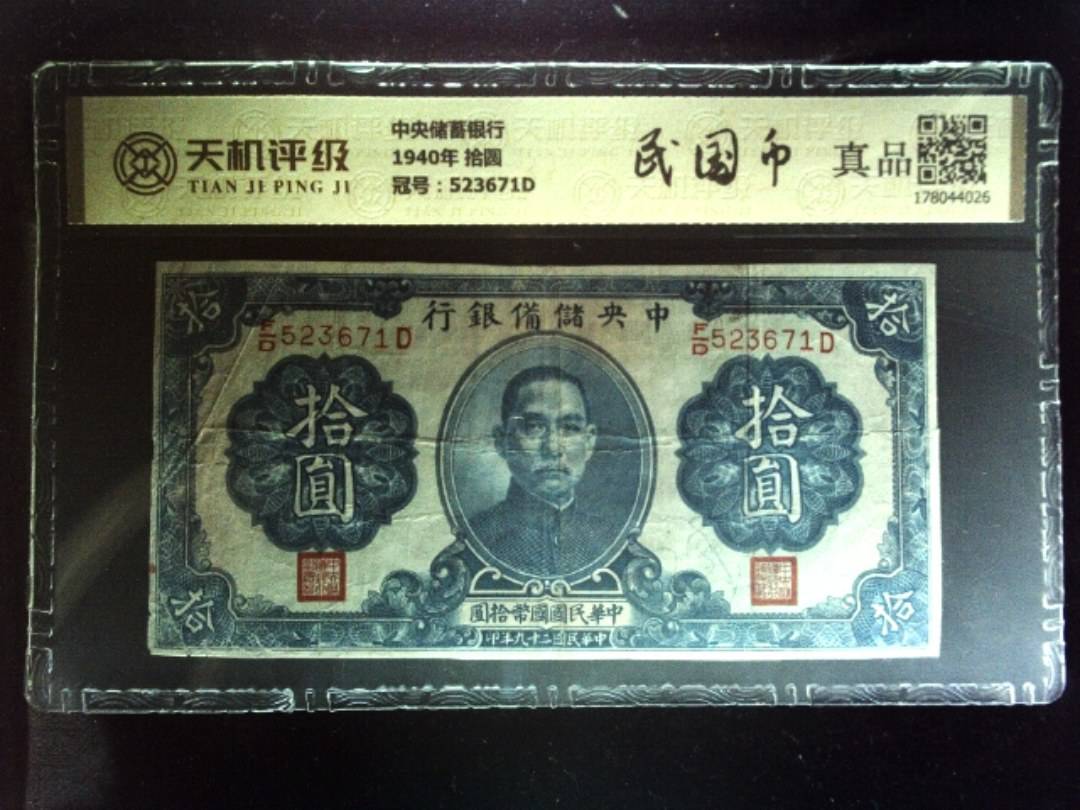 天机评级
TIAN JI PING JI
中央储蓄银行
1940年 拾圆
冠号：523671D
民国币
真品
178044026
拾
中央儲備銀行
拾
F/D 523671D
F/D 523671D
拾圓
拾圓
拾
中華民國國幣拾圓
拾
中華民國二十九年印